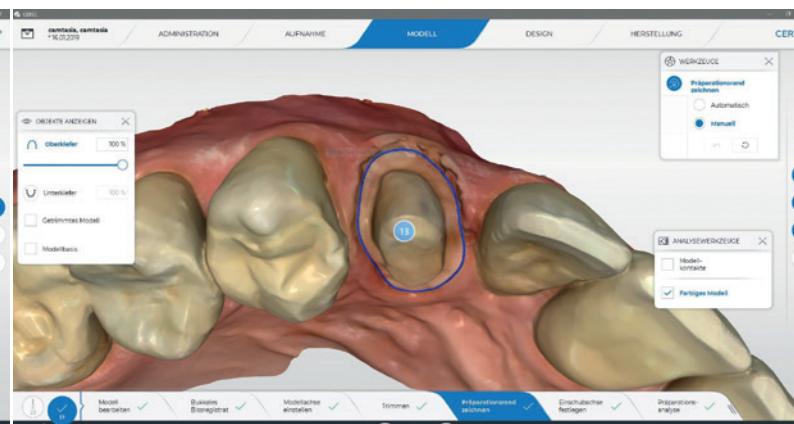 CEREC
camtasia, camtasia
* 16.01.2019
ADMINISTRATION
AUFNAHME
MODELL
DESIGN
HERSTELLUNG
CER
OBJEKTE ANZEIGEN
Oberkiefer
100 %
Unterkiefer
100 %
Getrimmtes Modell
Modellbasis
WERKZEUGE
Präparationsrand
zeichnen
Automatisch
Manuell
13
ANALYSEWERKZEUGE
Modell-
kontakte
Farbiges Modell
13
Modell
bearbeiten
Bukkales
Bissregistrat
Modellachse
einstellen
Trimmen
Präparationsrand
zeichnen
Einschubachse
festlegen
Präparations-
analyse